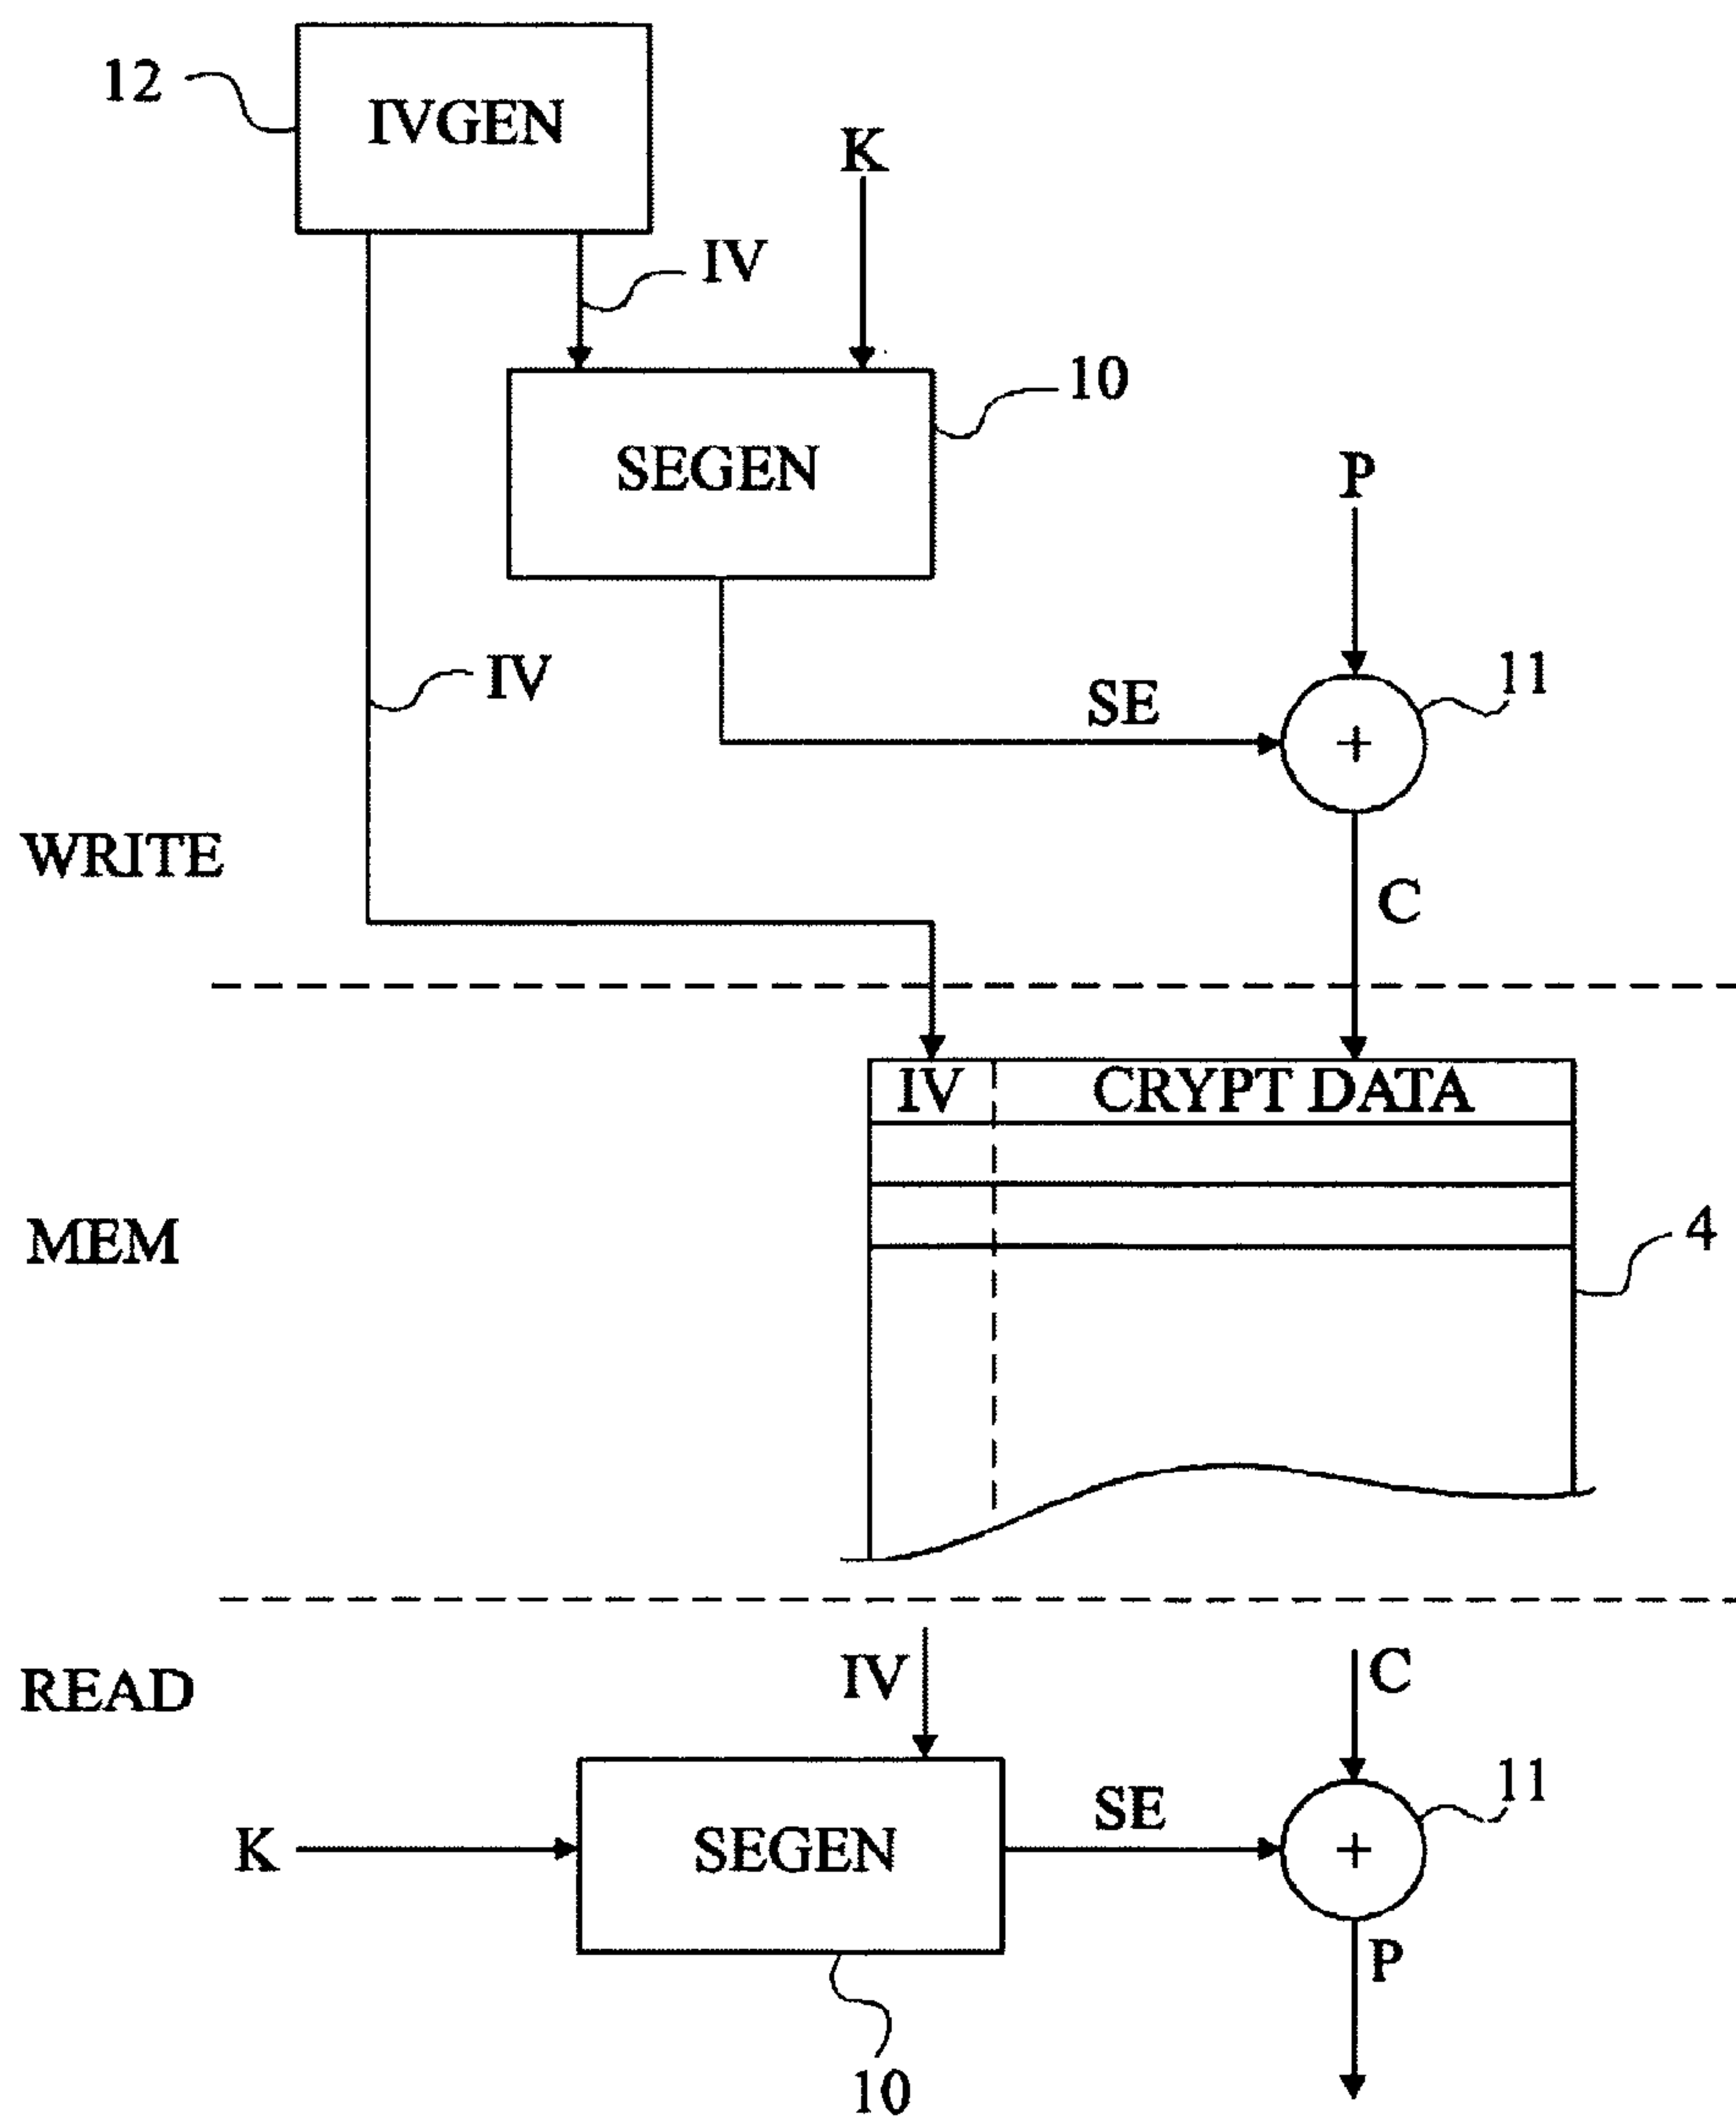 12
IVGEN
K
IV
10
SEGEN
P
IV
SE
11
+
WRITE
C
IV
CRYPT DATA
MEM
4
READ
IV
C
K
SEGEN
SE
11
+
P
10